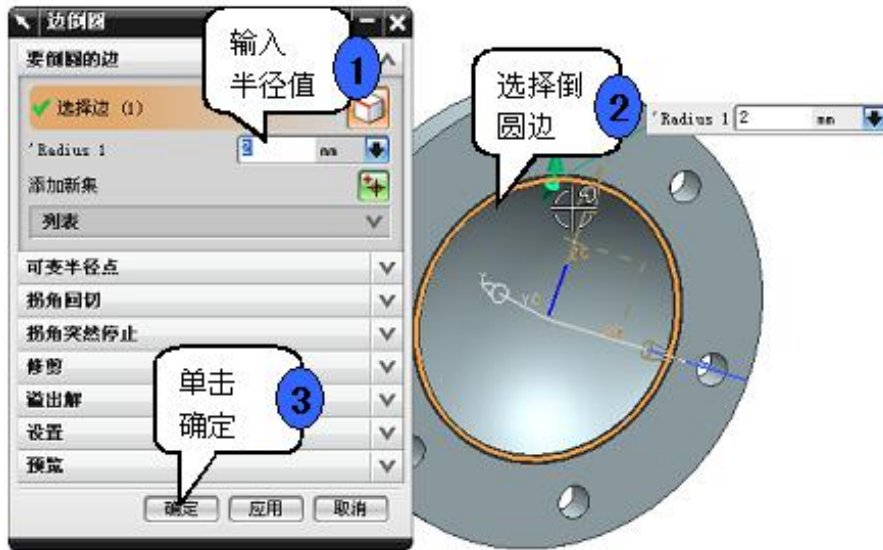 边倒圆
要倒圆的边
输入
半径值
1
选择边 (1)
'Radius 1
2
mm
添加新集
列表
可变半径点
拐角回切
拐角突然停止
修剪
溢出解
设置
预览
单击
确定
3
确定
应用
取消
选择倒
圆边
2
'Radius 1 2 mm
ZC
YC